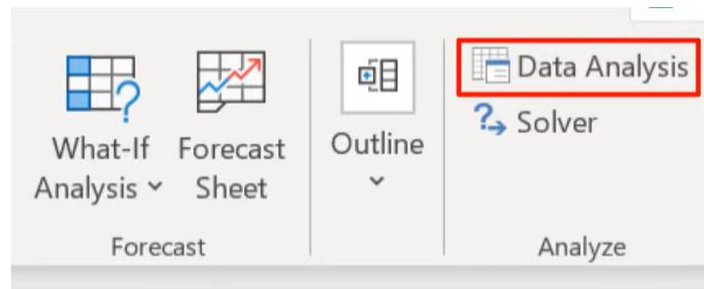 What-If
Analysis
Forecast
Sheet
Outline
Data Analysis
Solver
Forecast
Analyze